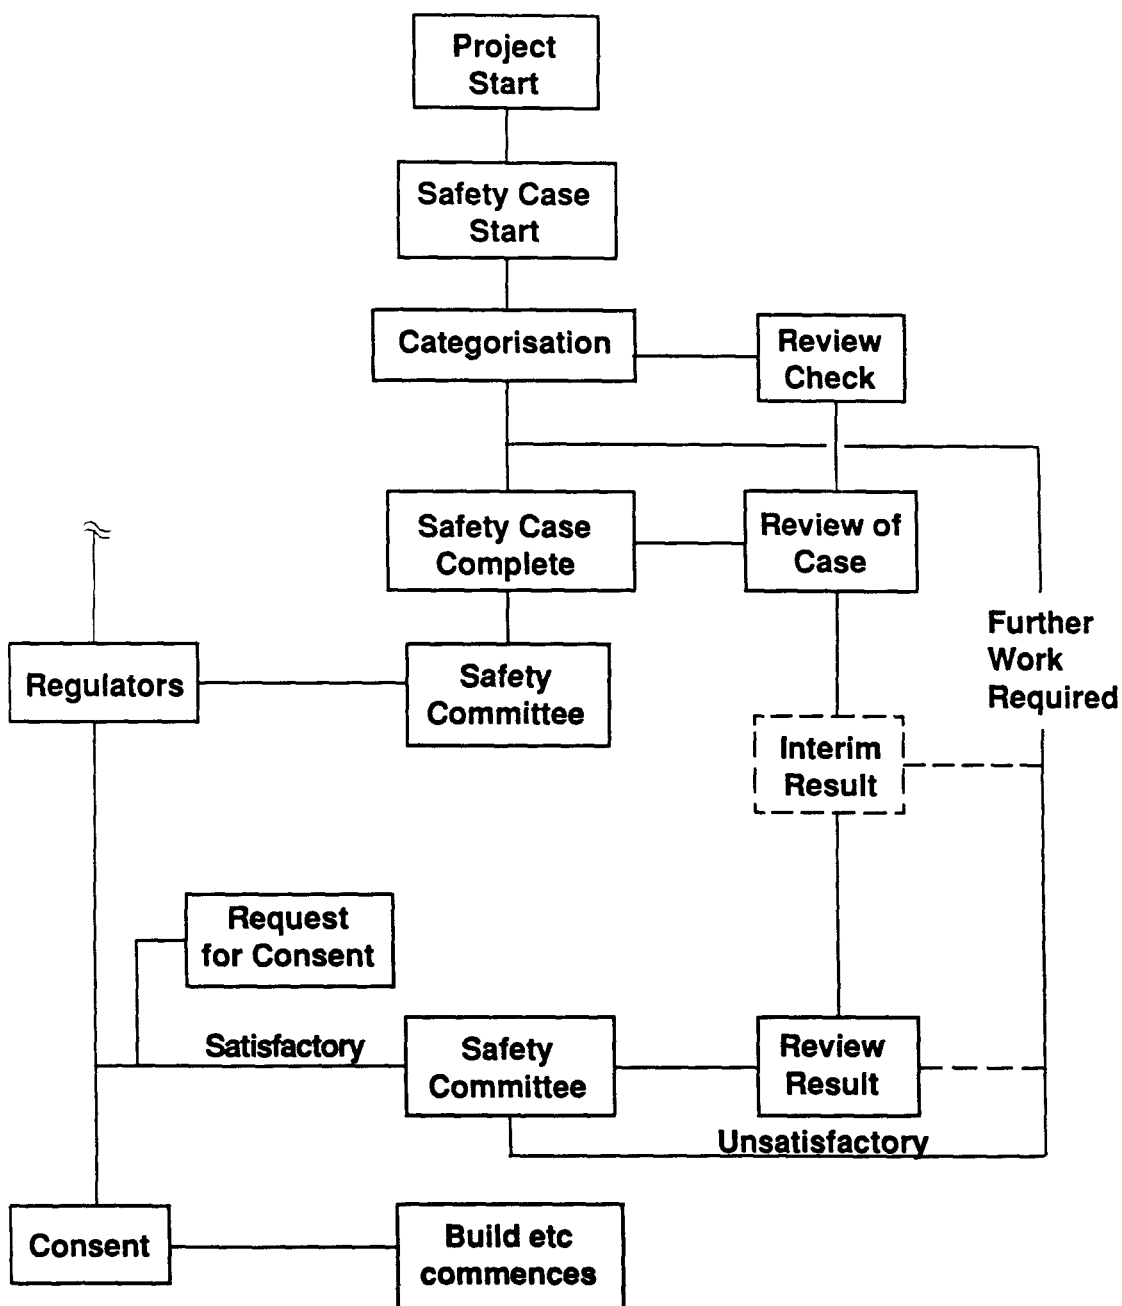 Project
Start
Safety Case
Start
Categorisation
Review
Check
Safety Case
Complete
Review of
Case
Further
Work
Required
Regulators
Safety
Committee
Interim
Result
Request
for Consent
Satisfactory
Safety
Committee
Review
Result
Unsatisfactory
Consent
Build etc
commences